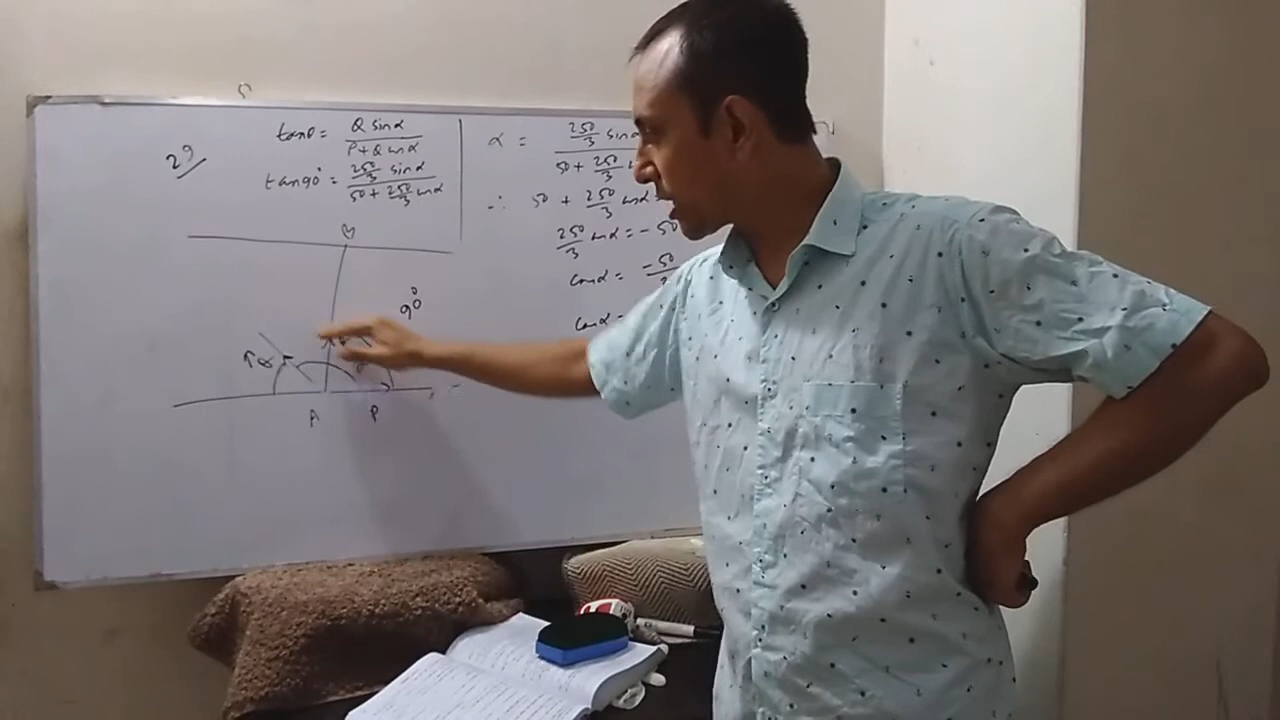 29
tanθ = Q sinα / P+Q cosα
tan90° = 250/3 sinα / 50 + 250/3 cosα
α = 250/3 sinα / 50 + 250/3
∴ 50 + 250/3 cosα =
250/3 cosα = - 50
cosα = -50
cosα =
B
90°
A P